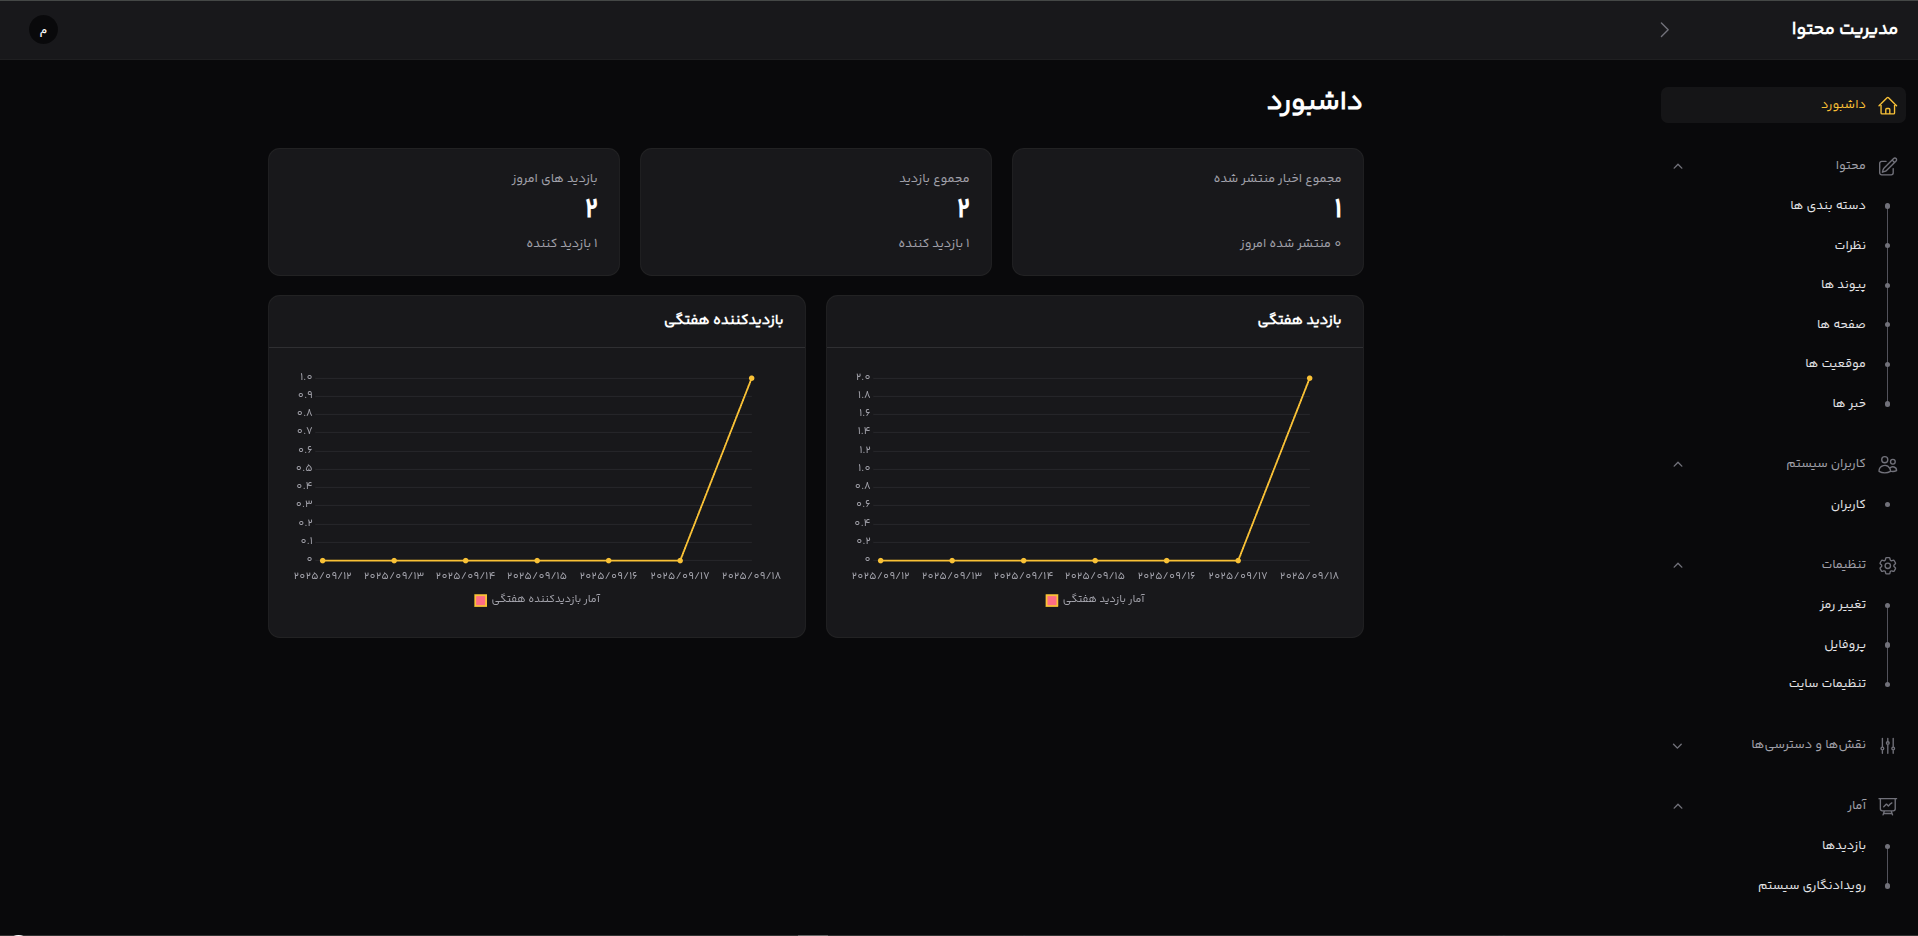 مدیریت محتوا
م
داشبورد
محتوا
دسته بندی ها
نظرات
پیوند ها
صفحه ها
موقعیت ها
خبر ها
کاربران سیستم
کاربران
تنظیمات
تغییر رمز
پروفایل
تنظیمات سایت
نقش‌ها و دسترسی‌ها
آمار
بازدیدها
رویدادنگاری سیستم
داشبورد
مجموع اخبار منتشر شده
۱
۰ منتشر شده امروز
مجموع بازدید
۲
۱ بازدید کننده
بازدید های امروز
۲
۱ بازدید کننده
بازدید هفتگی
۲.۰
۱.۸
۱.۶
۱.۴
۱.۲
۱.۰
۰.۸
۰.۶
۰.۴
۰.۲
۰
۲۰۲۵/۰۹/۱۲ ۲۰۲۵/۰۹/۱۳ ۲۰۲۵/۰۹/۱۴ ۲۰۲۵/۰۹/۱۵ ۲۰۲۵/۰۹/۱۶ ۲۰۲۵/۰۹/۱۷ ۲۰۲۵/۰۹/۱۸
آمار بازدید هفتگی
بازدیدکننده هفتگی
۱.۰
۰.۹
۰.۸
۰.۷
۰.۶
۰.۵
۰.۴
۰.۳
۰.۲
۰.۱
۰
۲۰۲۵/۰۹/۱۲ ۲۰۲۵/۰۹/۱۳ ۲۰۲۵/۰۹/۱۴ ۲۰۲۵/۰۹/۱۵ ۲۰۲۵/۰۹/۱۶ ۲۰۲۵/۰۹/۱۷ ۲۰۲۵/۰۹/۱۸
آمار بازدیدکننده هفتگی